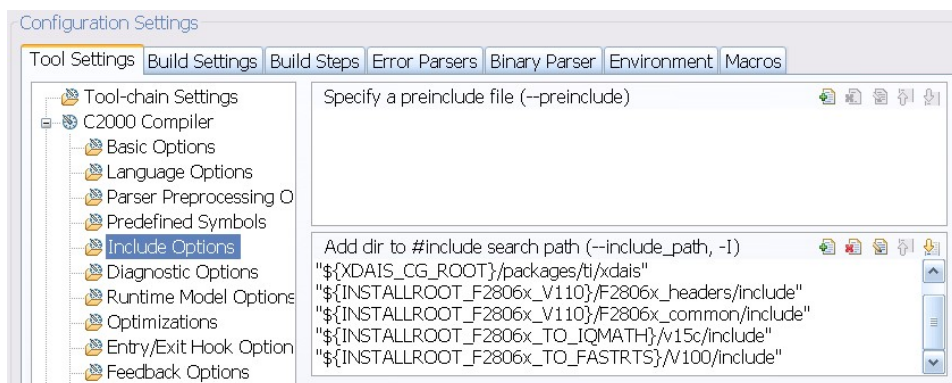 Configuration Settings
Tool Settings Build Settings Build Steps Error Parsers Binary Parser Environment Macros
Tool-chain Settings
C2000 Compiler
Basic Options
Language Options
Parser Preprocessing O
Predefined Symbols
Include Options
Diagnostic Options
Runtime Model Options
Optimizations
Entry/Exit Hook Option
Feedback Options
Specify a preinclude file (--preinclude)
Add dir to #include search path (--include_path, -I)
"${XDAIS_CG_ROOT}/packages/ti/xdais"
"${INSTALLROOT_F2806x_V110}/F2806x_headers/include"
"${INSTALLROOT_F2806x_V110}/F2806x_common/include"
"${INSTALLROOT_F2806x_TO_IQMATH}/v15c/include"
"${INSTALLROOT_F2806x_TO_FASTRTS}/V100/include"